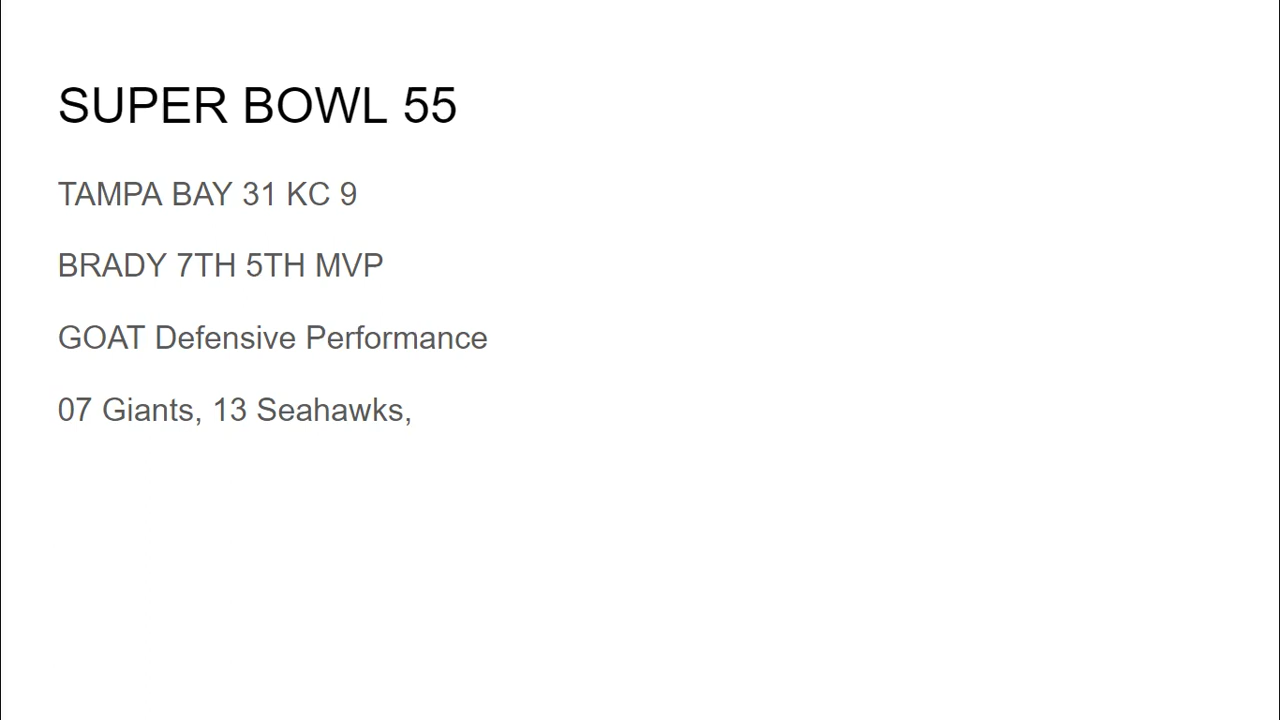 SUPER BOWL 55
TAMPA BAY 31 KC 9
BRADY 7TH 5TH MVP
GOAT Defensive Performance
07 Giants, 13 Seahawks,